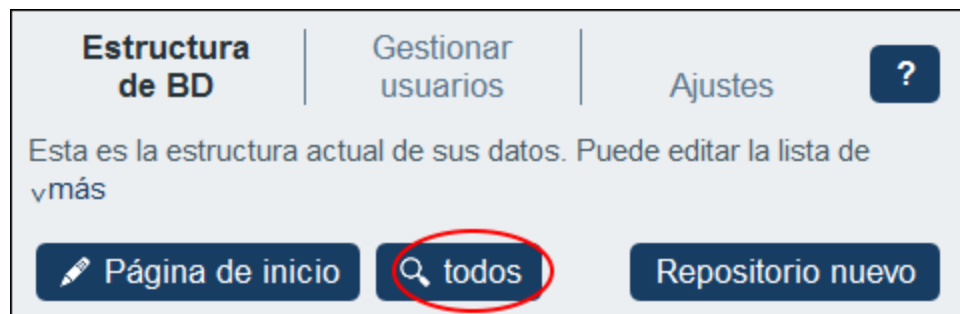 Estructura
de BD
Gestionar
usuarios
Ajustes
?
Esta es la estructura actual de sus datos. Puede editar la lista de
más
Página de inicio
todos
Repositorio nuevo